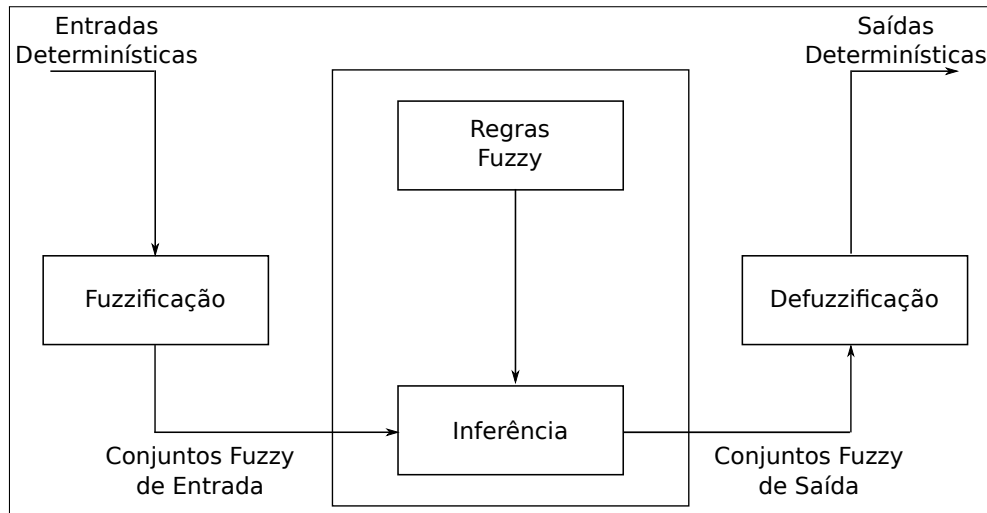 Entradas
Determinísticas
Saídas
Determinísticas
Regras
Fuzzy
Fuzzificação
Defuzzificação
Inferência
Conjuntos Fuzzy
de Entrada
Conjuntos Fuzzy
de Saída